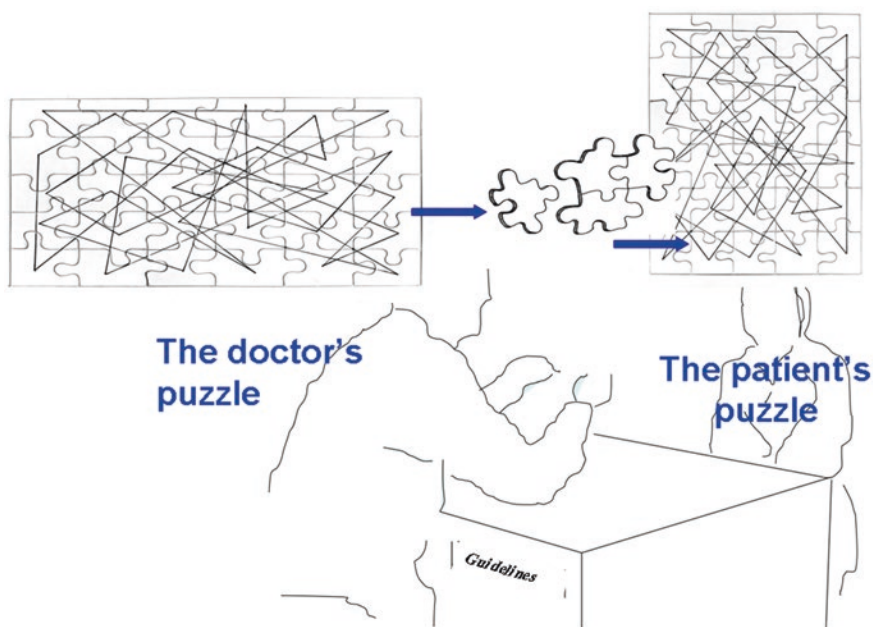 The doctor's
puzzle
The patient's
puzzle
Guidelines